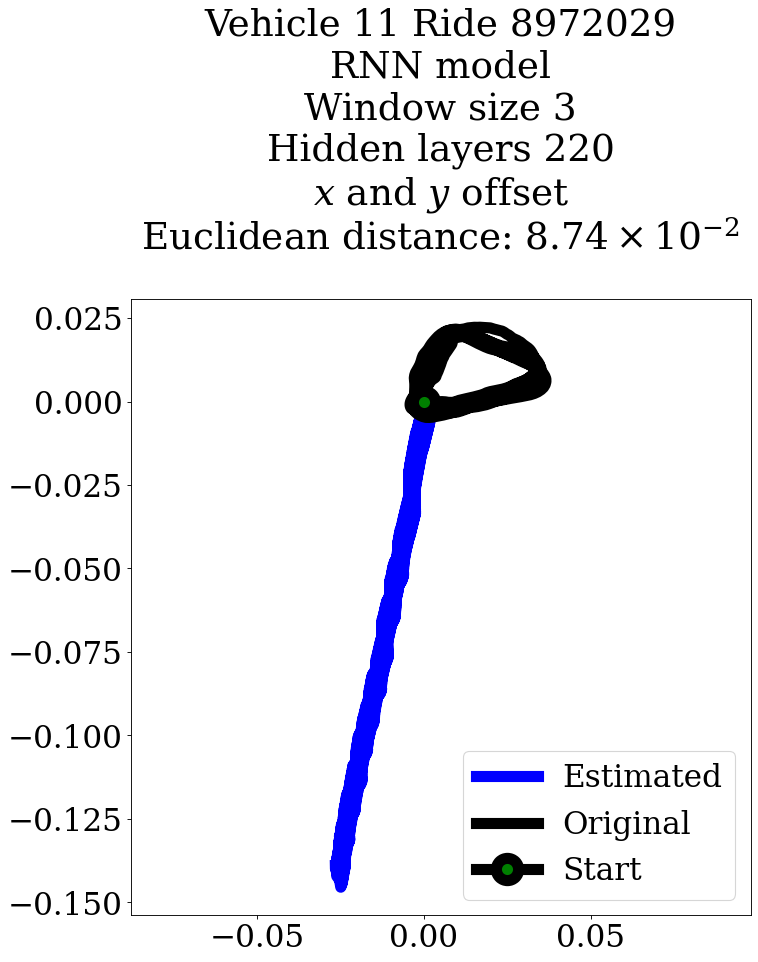 Vehicle 11 Ride 8972029
RNN model
Window size 3
Hidden layers 220
x and y offset
Euclidean distance: 8.74 × 10⁻²
0.025
0.000
−0.025
−0.050
−0.075
−0.100
−0.125
−0.150
−0.05
0.00
0.05
Estimated
Original
Start